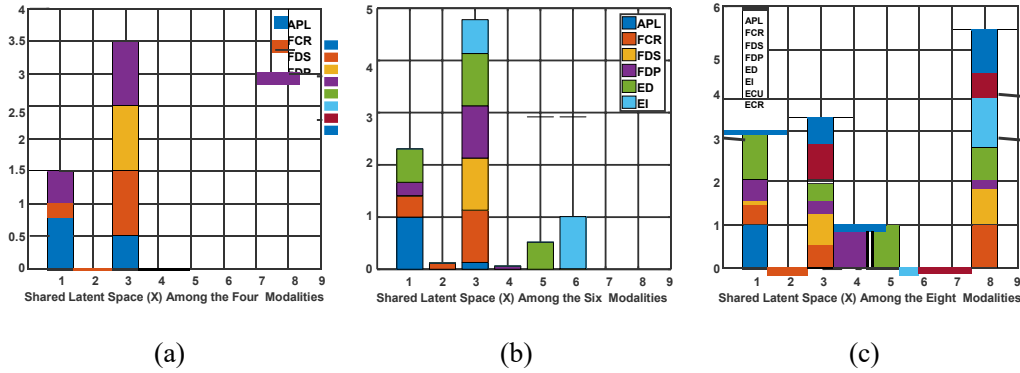 4
3.5
3
2.5
2
1.5
1
0.5
0
APL
FCR
FDS
FDP
1 2 3 4 5 6 7 8 9
Shared Latent Space (X) Among the Four Modalities
(a)
5
4
3
2
1
0
APL
FCR
FDS
FDP
ED
EI
1 2 3 4 5 6 7 8 9
Shared Latent Space (X) Among the Six Modalities
(b)
6
5
4
3
2
1
0
APL
FCR
FDS
FDP
ED
EI
ECU
ECR
1 2 3 4 5 6 7 8 9
Shared Latent Space (X) Among the Eight Modalities
(c)